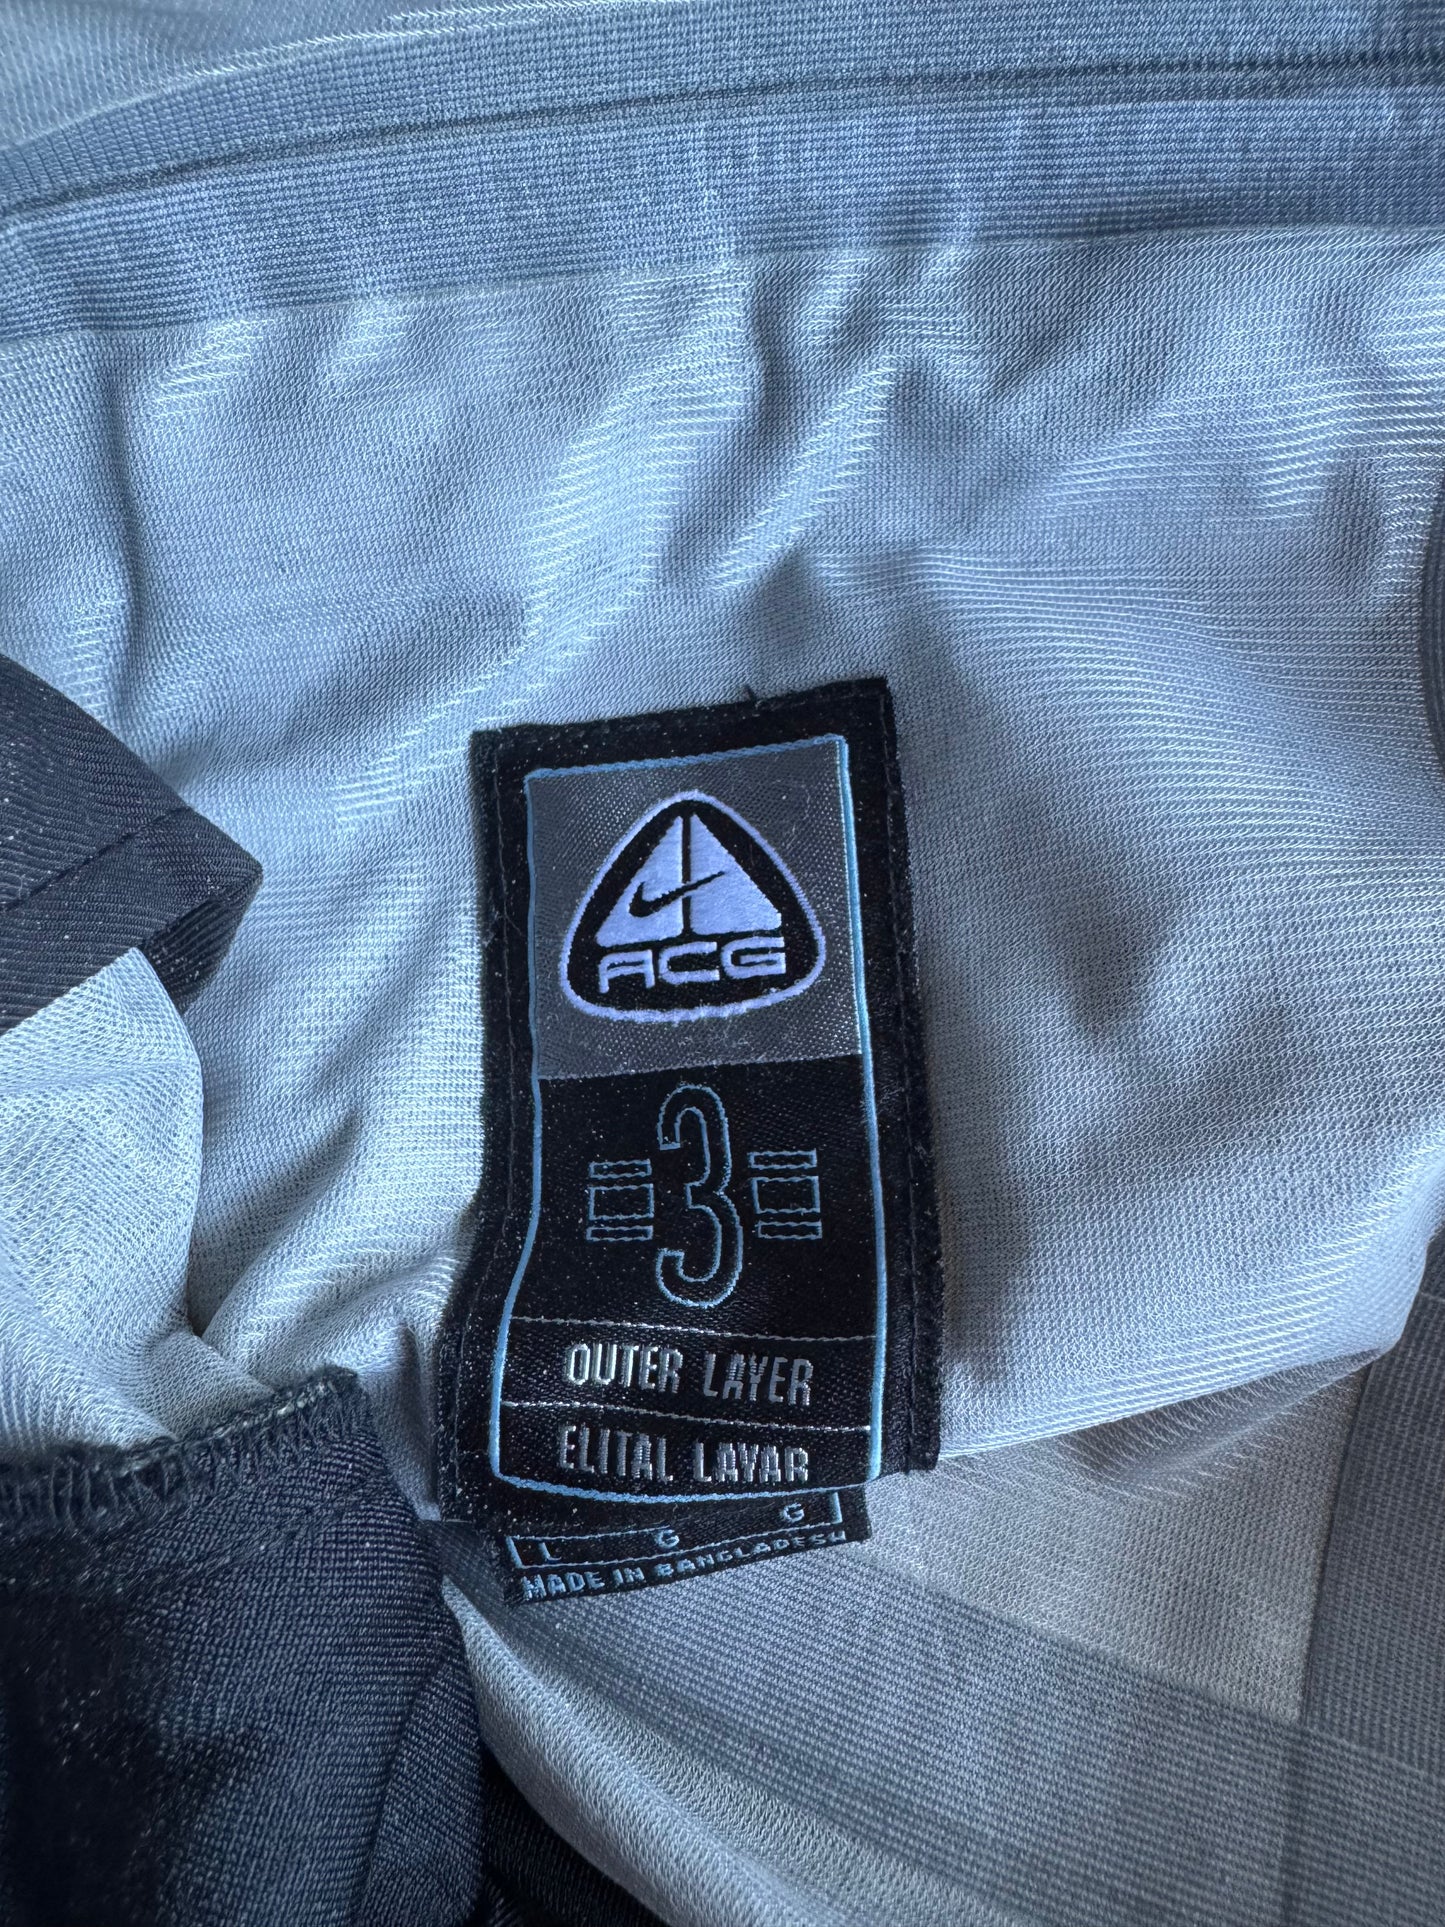 ACG
3
OUTER LAYER
ELITAL LAYAR
L G G
MADE IN BANGLADESH